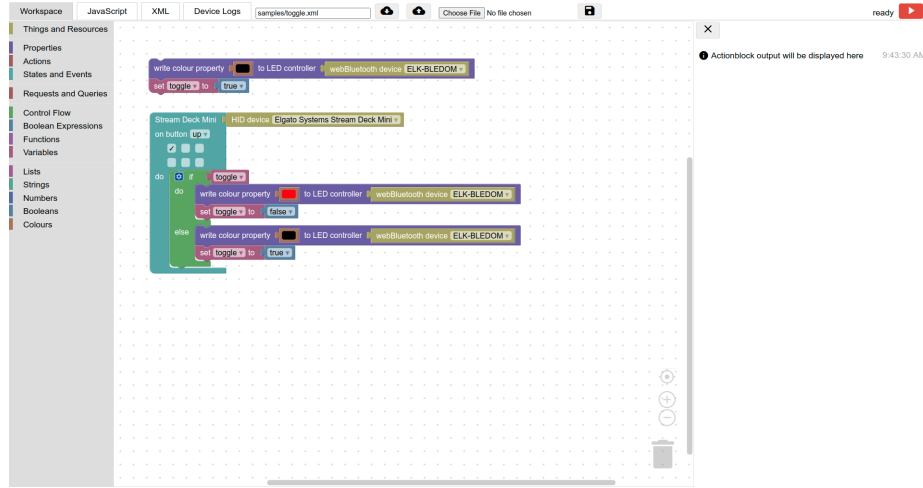 Workspace JavaScript XML Device Logs samples/toggle.xml Choose File No file chosen ready
Things and Resources
Properties
Actions
States and Events
Requests and Queries
Control Flow
Boolean Expressions
Functions
Variables
Lists
Strings
Numbers
Booleans
Colours
write colour property to LED controller webBluetooth device ELK-BLEDOM
set toggle to true
Stream Deck Mini HID device Elgato Systems Stream Deck Mini
on button up
do if toggle
do write colour property to LED controller webBluetooth device ELK-BLEDOM
set toggle to false
else write colour property to LED controller webBluetooth device ELK-BLEDOM
set toggle to true
Actionblock output will be displayed here 9:43:30 AM